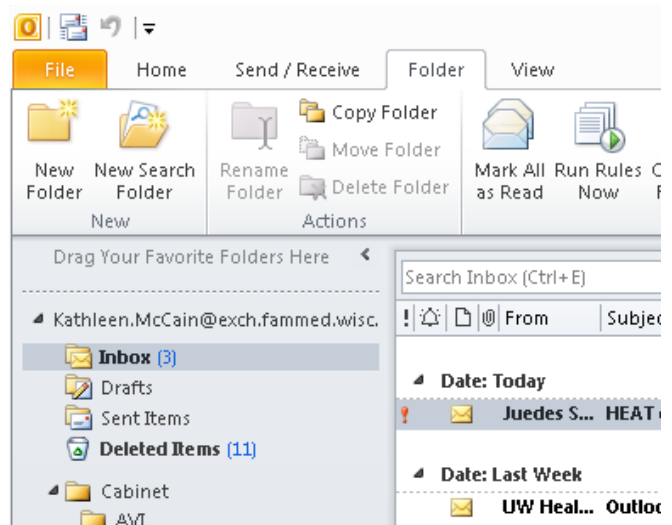 File Home Send / Receive Folder View
New Folder
New Search Folder
Rename Folder
Copy Folder
Move Folder
Delete Folder
Mark All as Read
Run Rules Now
New
Actions
Drag Your Favorite Folders Here
Search Inbox (Ctrl+E)
Kathleen.McCain@exch.fammed.wisc.
! From Subjec
Inbox (3)
Drafts
Date: Today
Sent Items
Juedes S... HEAT
Deleted Items (11)
Date: Last Week
Cabinet
UW Heal... Outloo
AVI